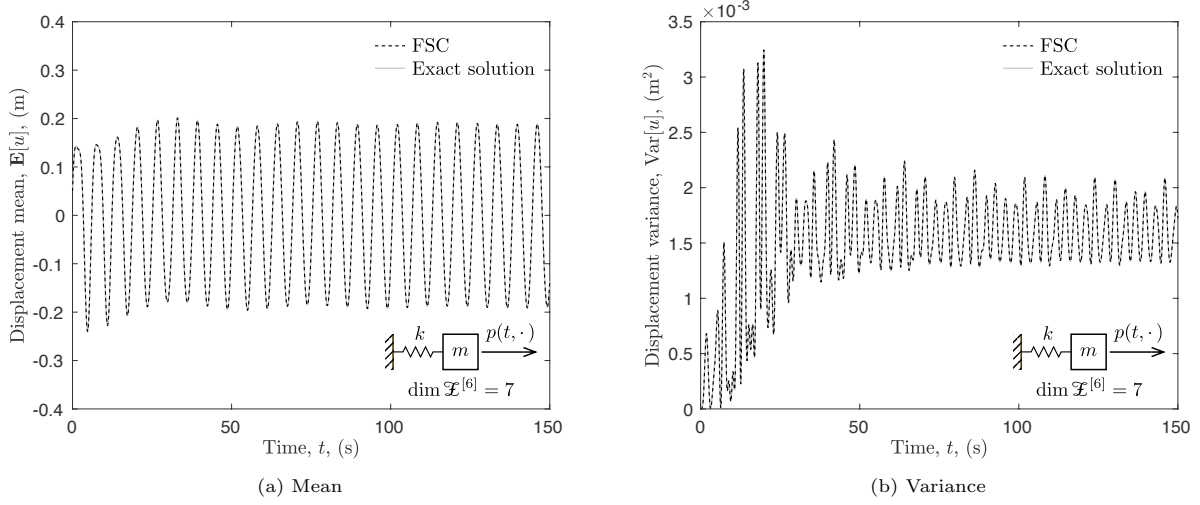 0.4
0.3
0.2
0.1
0
-0.1
-0.2
-0.3
-0.4
0
50
100
150
Displacement mean, E[u], (m)
Time, t, (s)
FSC
Exact solution
k
m
p(t, ·)
dim 𝒵^[6] = 7
(a) Mean
×10^-3
3.5
3
2.5
2
1.5
1
0.5
0
0
50
100
150
Displacement variance, Var[u], (m²)
Time, t, (s)
FSC
Exact solution
k
m
p(t, ·)
dim 𝒵^[6] = 7
(b) Variance